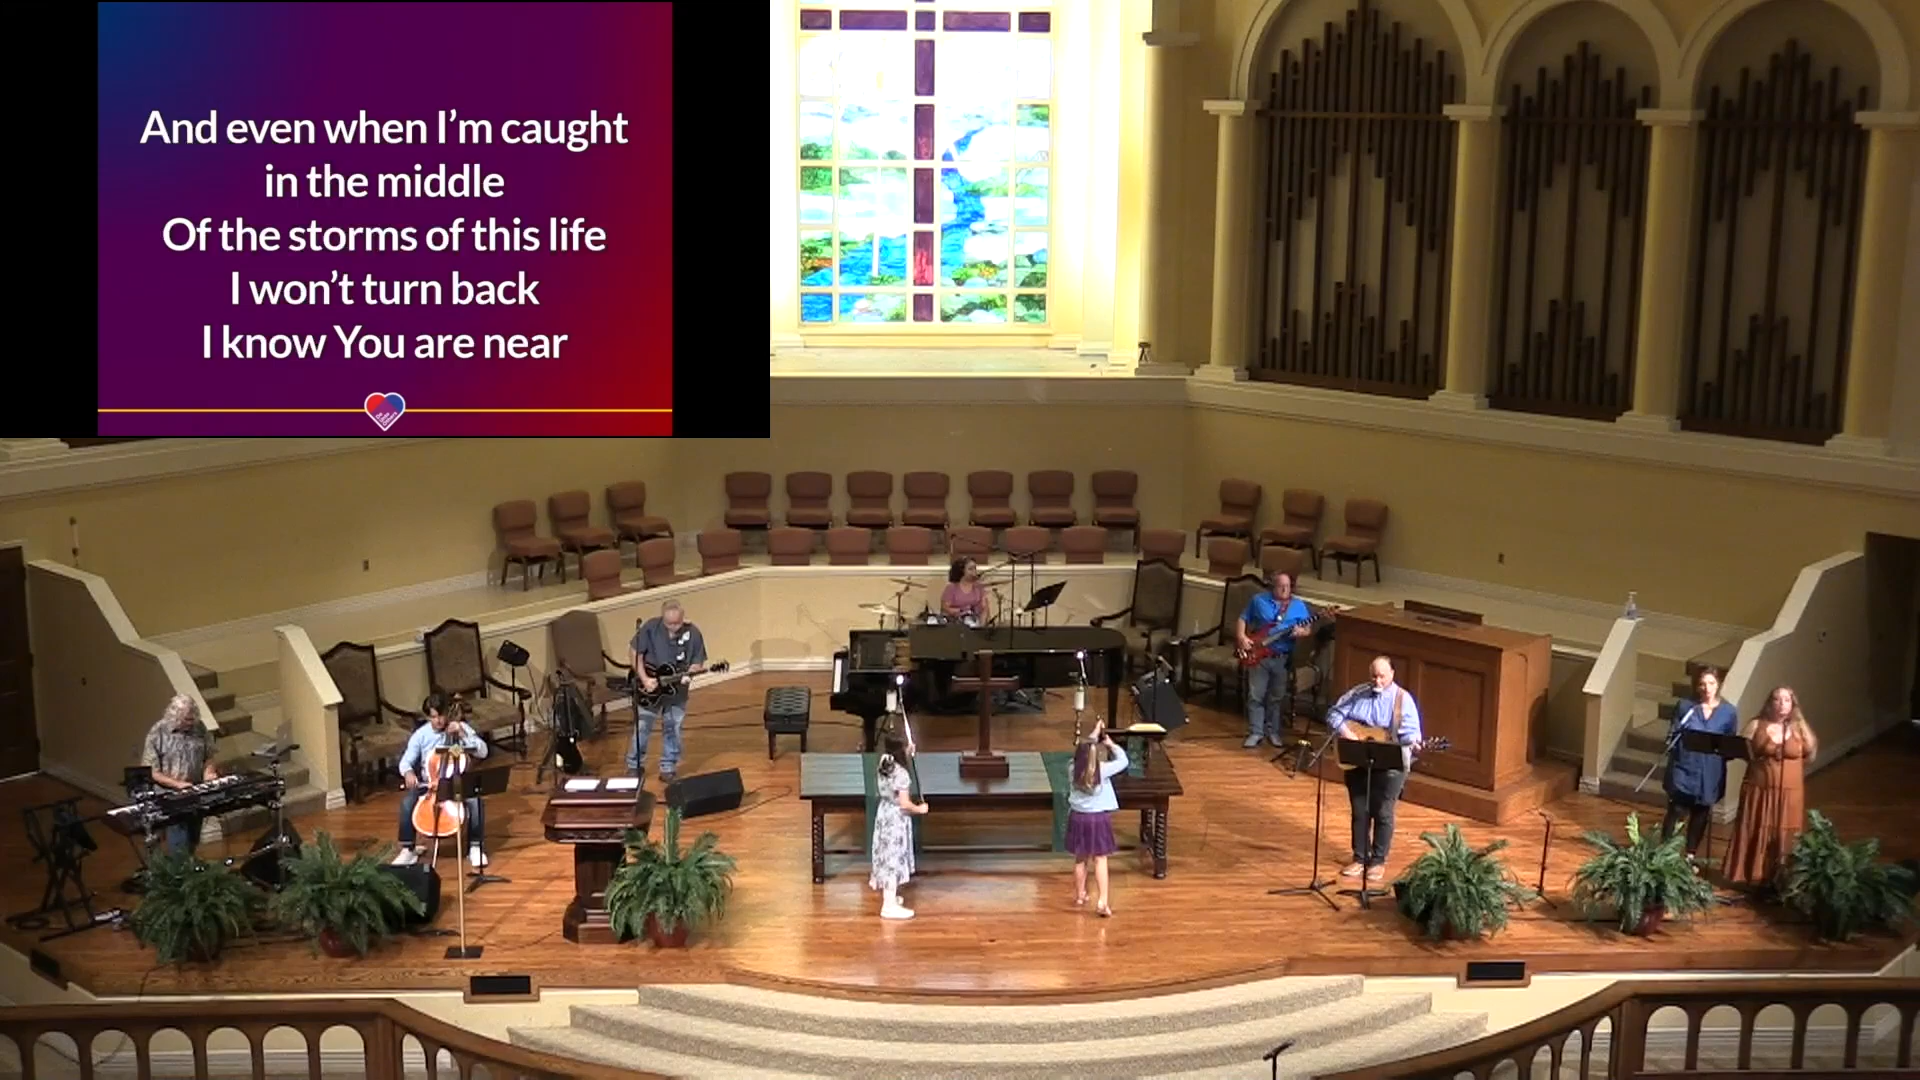 And even when I'm caught
in the middle
Of the storms of this life
I won't turn back
I know You are near